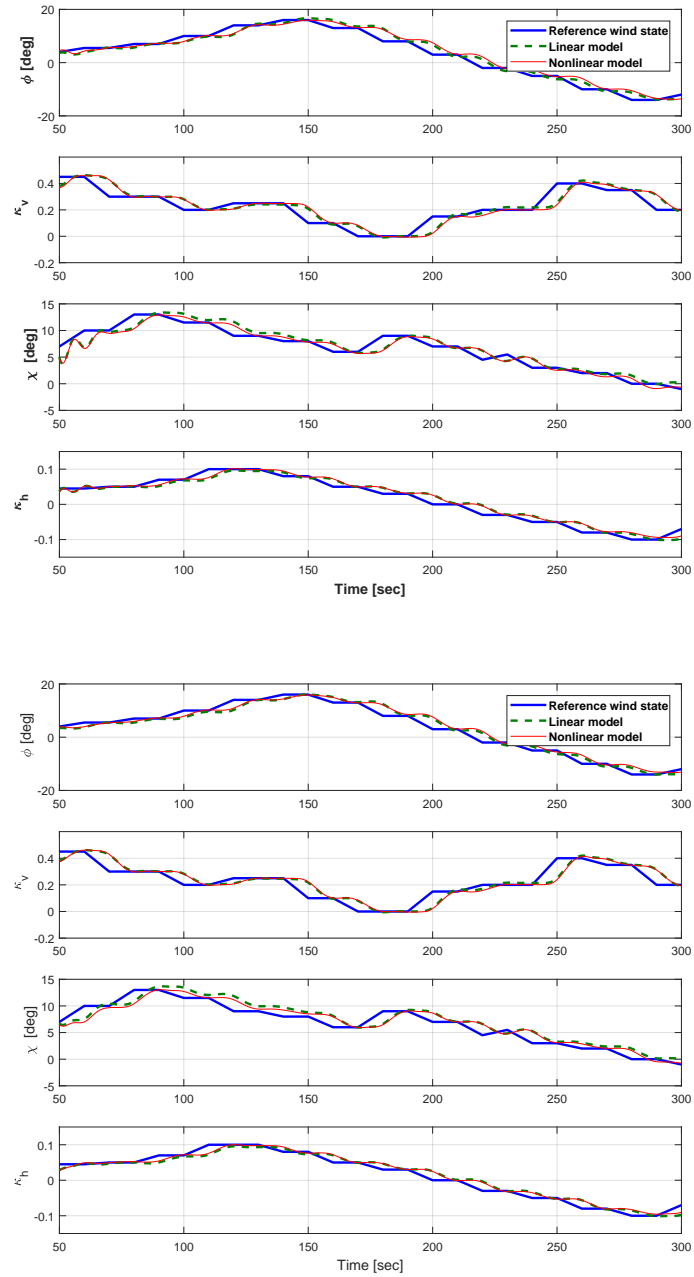 20
0
-20
ϕ [deg]
50 100 150 200 250 300
Reference wind state
Linear model
Nonlinear model
0.4
0.2
0
-0.2
κv
50 100 150 200 250 300
15
10
5
0
-5
χ [deg]
50 100 150 200 250 300
0.1
0
-0.1
κh
50 100 150 200 250 300
Time [sec]
20
0
-20
ϕ [deg]
50 100 150 200 250 300
Reference wind state
Linear model
Nonlinear model
0.4
0.2
0
-0.2
κv
50 100 150 200 250 300
15
10
5
0
-5
χ [deg]
50 100 150 200 250 300
0.1
0
-0.1
κh
50 100 150 200 250 300
Time [sec]